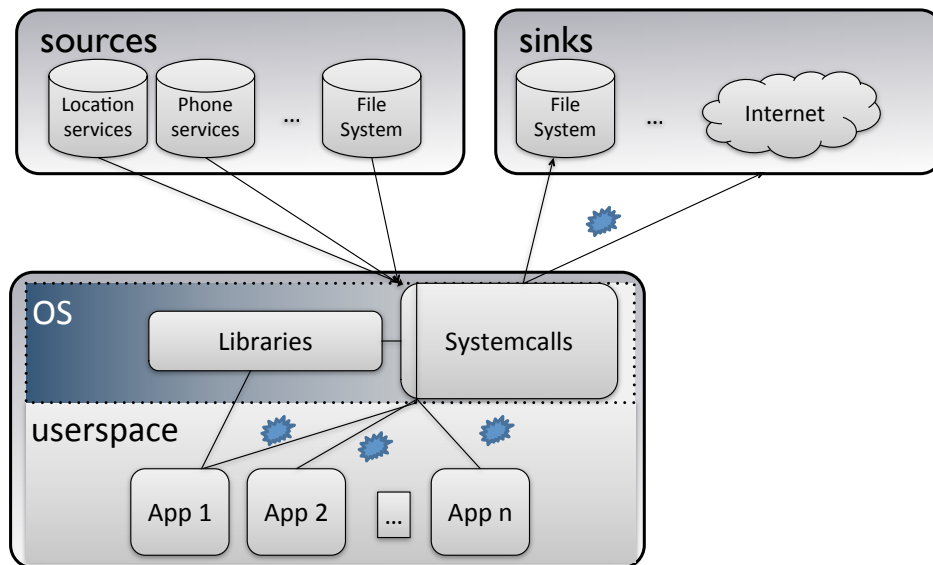 sources
Location
services
Phone
services
...
File
System
sinks
File
System
...
Internet
OS
Libraries
Systemcalls
userspace
App 1
App 2
...
App n